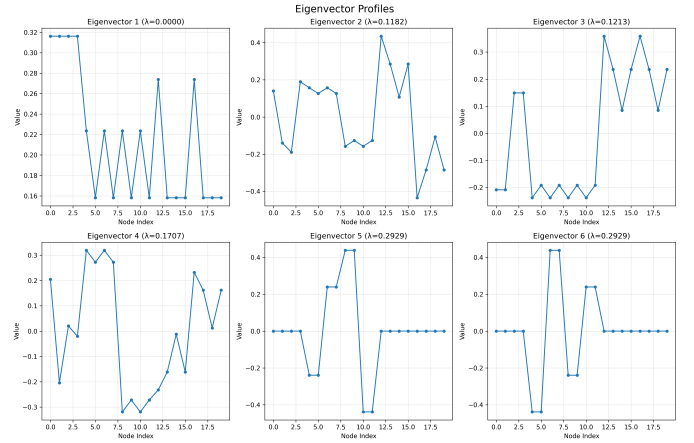 Eigenvector Profiles
Eigenvector 1 (λ=0.0000)
Eigenvector 2 (λ=0.1182)
Eigenvector 3 (λ=0.1213)
0.32
0.30
0.28
0.26
0.24
0.22
0.20
0.18
0.16
Value
0.0 2.5 5.0 7.5 10.0 12.5 15.0 17.5
Node Index
0.4
0.2
0.0
−0.2
−0.4
Value
0.0 2.5 5.0 7.5 10.0 12.5 15.0 17.5
Node Index
0.3
0.2
0.1
0.0
−0.1
−0.2
Value
0.0 2.5 5.0 7.5 10.0 12.5 15.0 17.5
Node Index
Eigenvector 4 (λ=0.1707)
Eigenvector 5 (λ=0.2929)
Eigenvector 6 (λ=0.2929)
0.3
0.2
0.1
0.0
−0.1
−0.2
−0.3
Value
0.0 2.5 5.0 7.5 10.0 12.5 15.0 17.5
Node Index
0.4
0.2
0.0
−0.2
−0.4
Value
0.0 2.5 5.0 7.5 10.0 12.5 15.0 17.5
Node Index
0.4
0.2
0.0
−0.2
−0.4
Value
0.0 2.5 5.0 7.5 10.0 12.5 15.0 17.5
Node Index